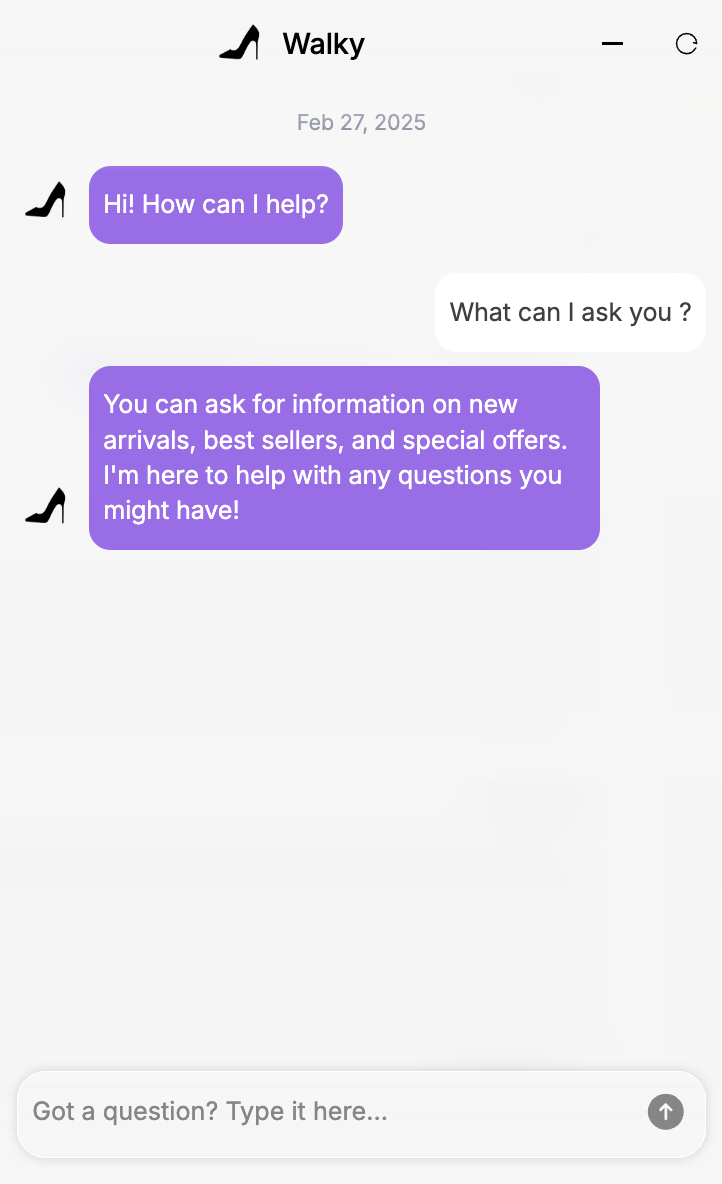 Walky
Feb 27, 2025
Hi! How can I help?
What can I ask you ?
You can ask for information on new
arrivals, best sellers, and special offers.
I'm here to help with any questions you
might have!
Got a question? Type it here...